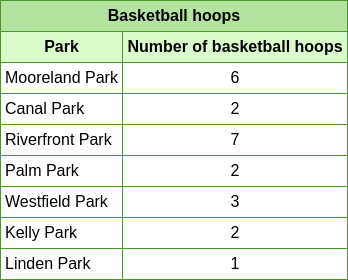 Basketball hoops
Park Number of basketball hoops
Mooreland Park 6
Canal Park 2
Riverfront Park 7
Palm Park 2
Westfield Park 3
Kelly Park 2
Linden Park 1